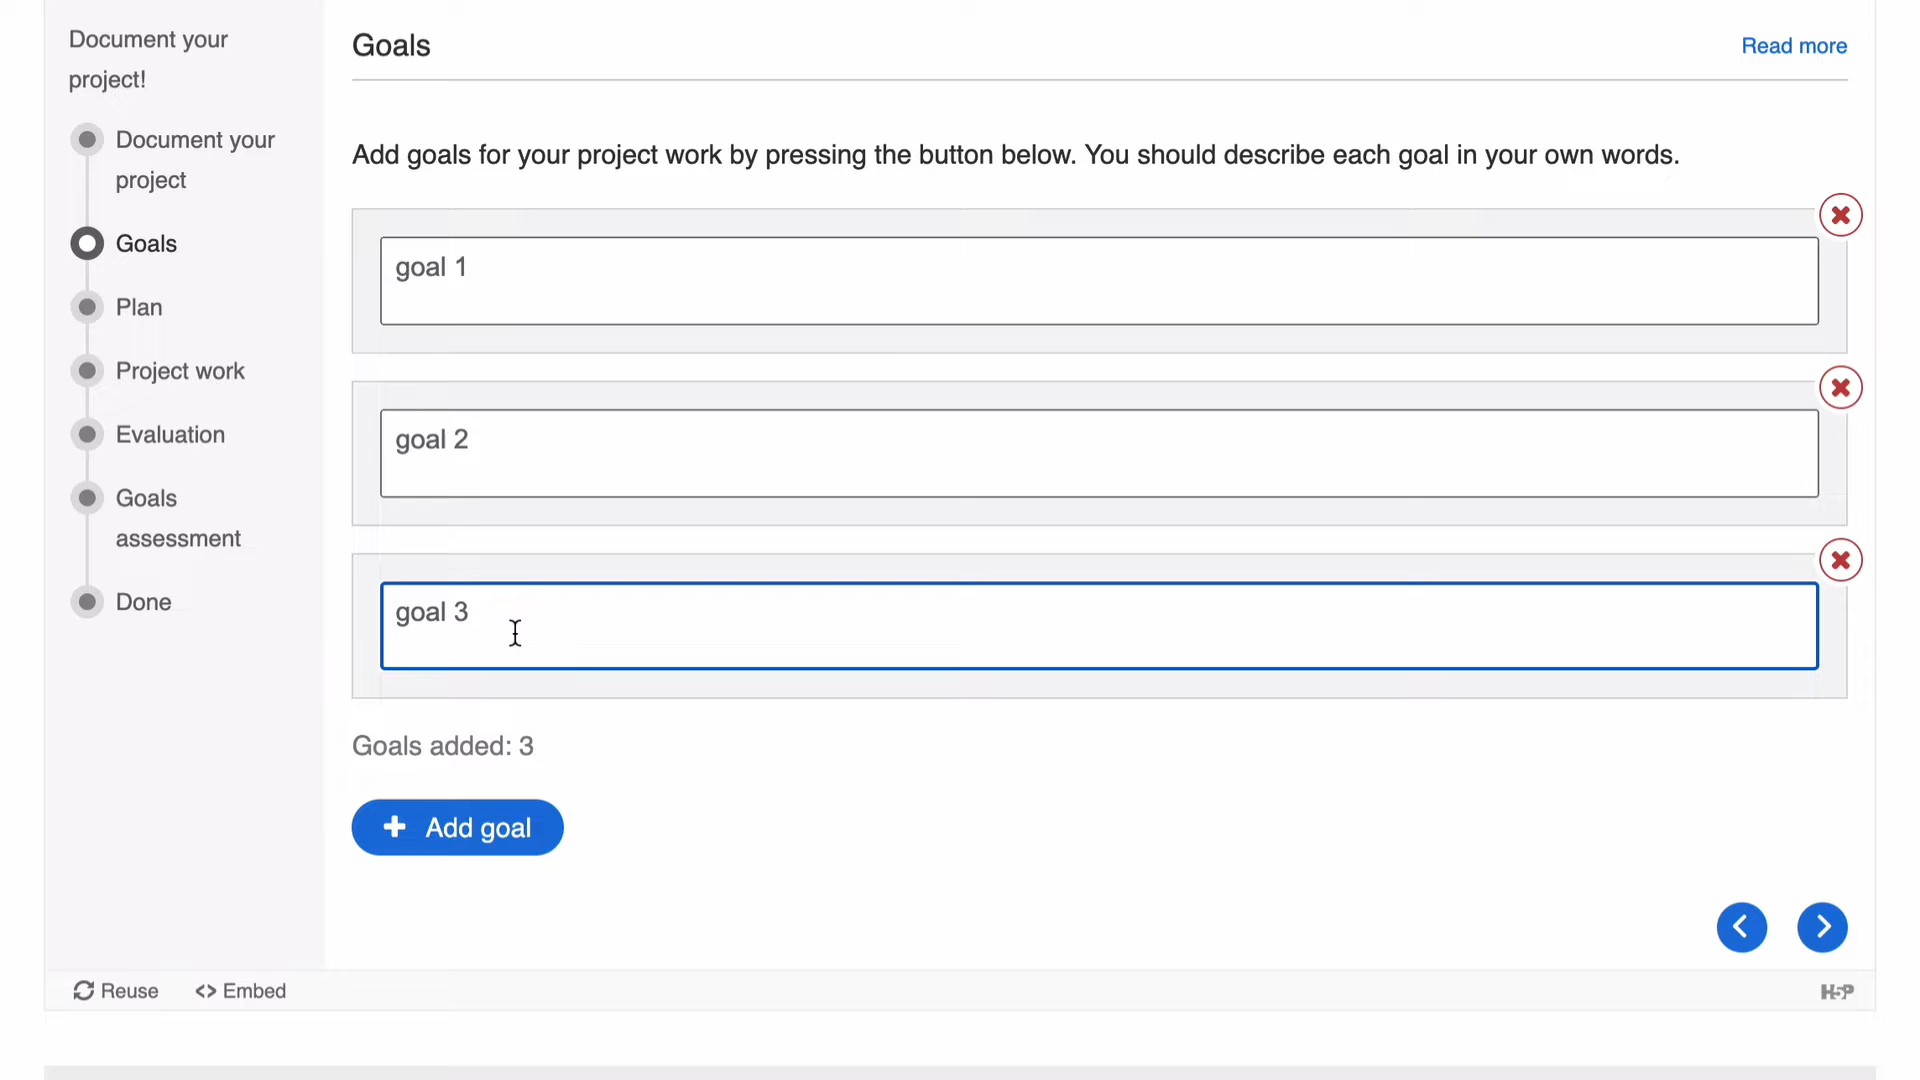 Document your
project!
Document your
project
Goals
Plan
Project work
Evaluation
Goals
assessment
Done
Goals
Read more
Add goals for your project work by pressing the button below. You should describe each goal in your own words.
goal 1
goal 2
goal 3
Goals added: 3
Add goal
Reuse
Embed
H5P